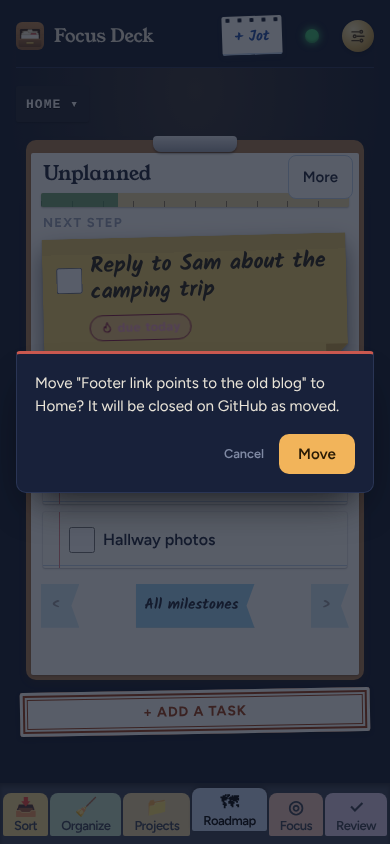 Focus Deck
+ Jot
HOME ▾
Unplanned
More
NEXT STEP
Reply to Sam about the
camping trip
Move "Footer link points to the old blog" to
Home? It will be closed on GitHub as moved.
Cancel
Move
Hallway photos
<
All milestones
>
+ ADD A TASK
Sort
Organize
Projects
Roadmap
Focus
Review